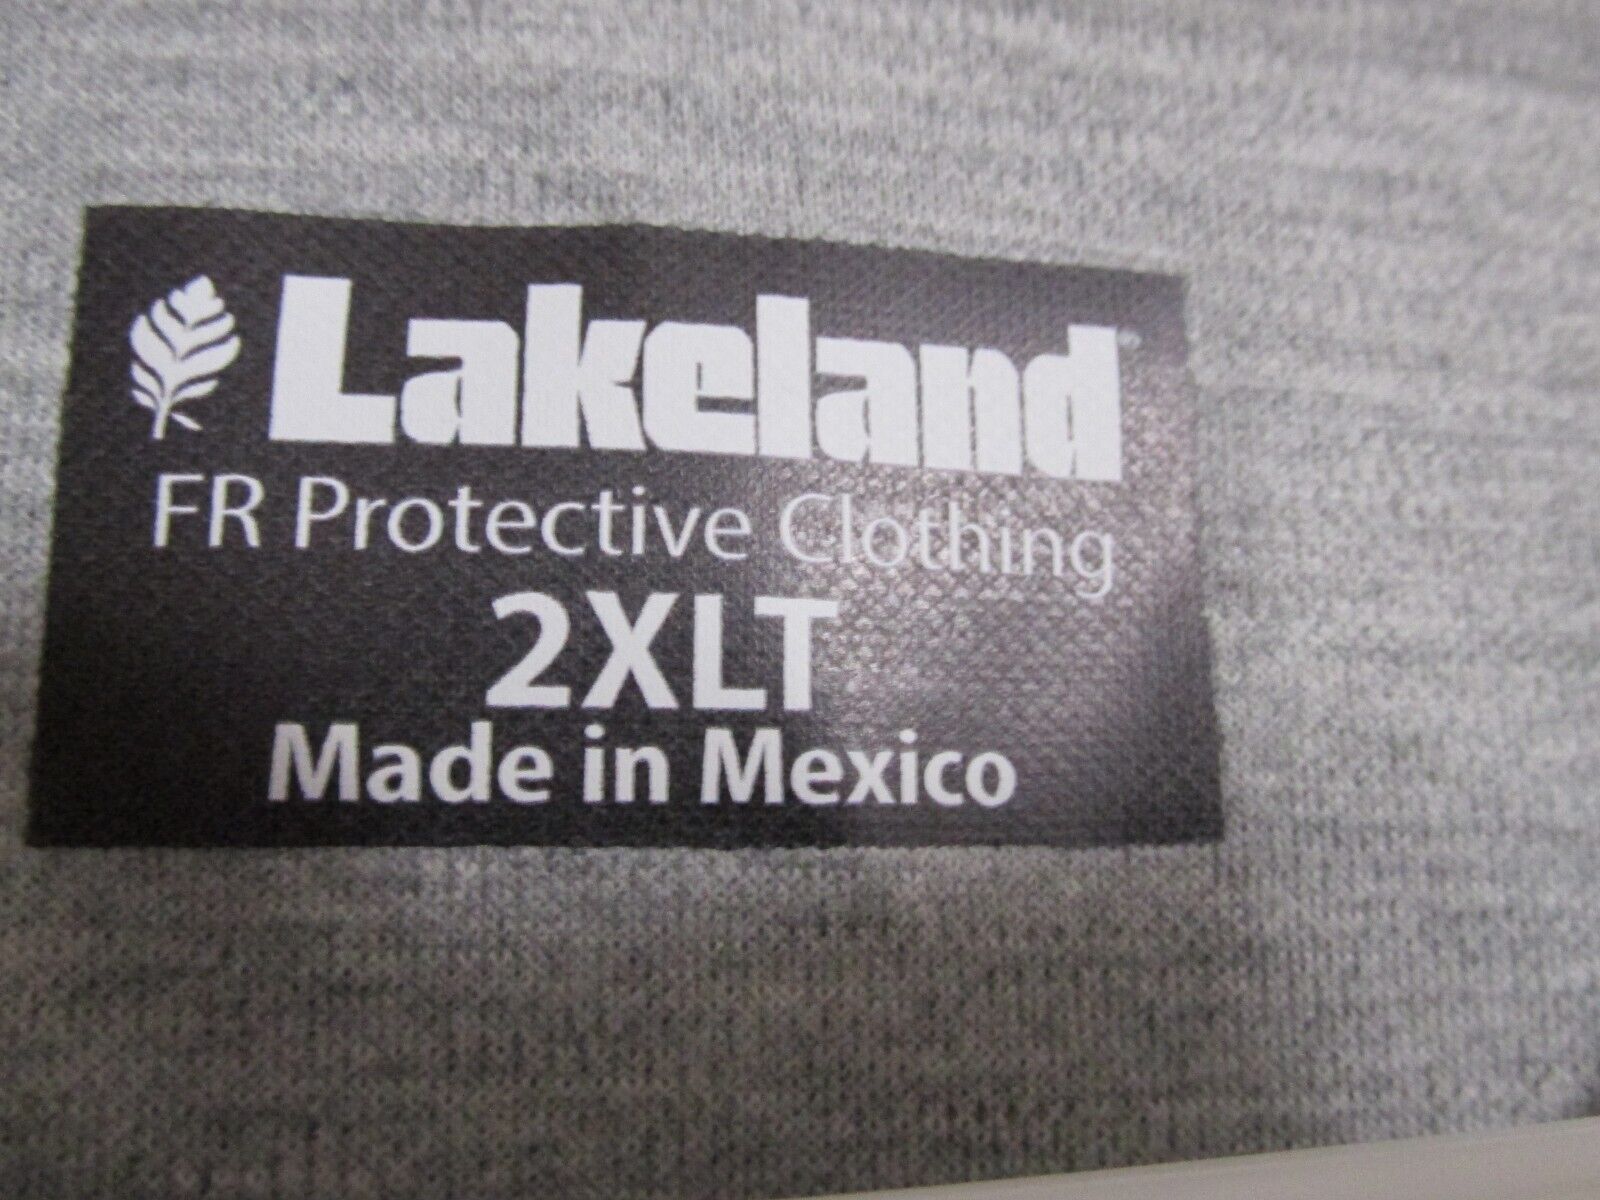 Lakeland®
FR Protective Clothing
2XLT
Made in Mexico